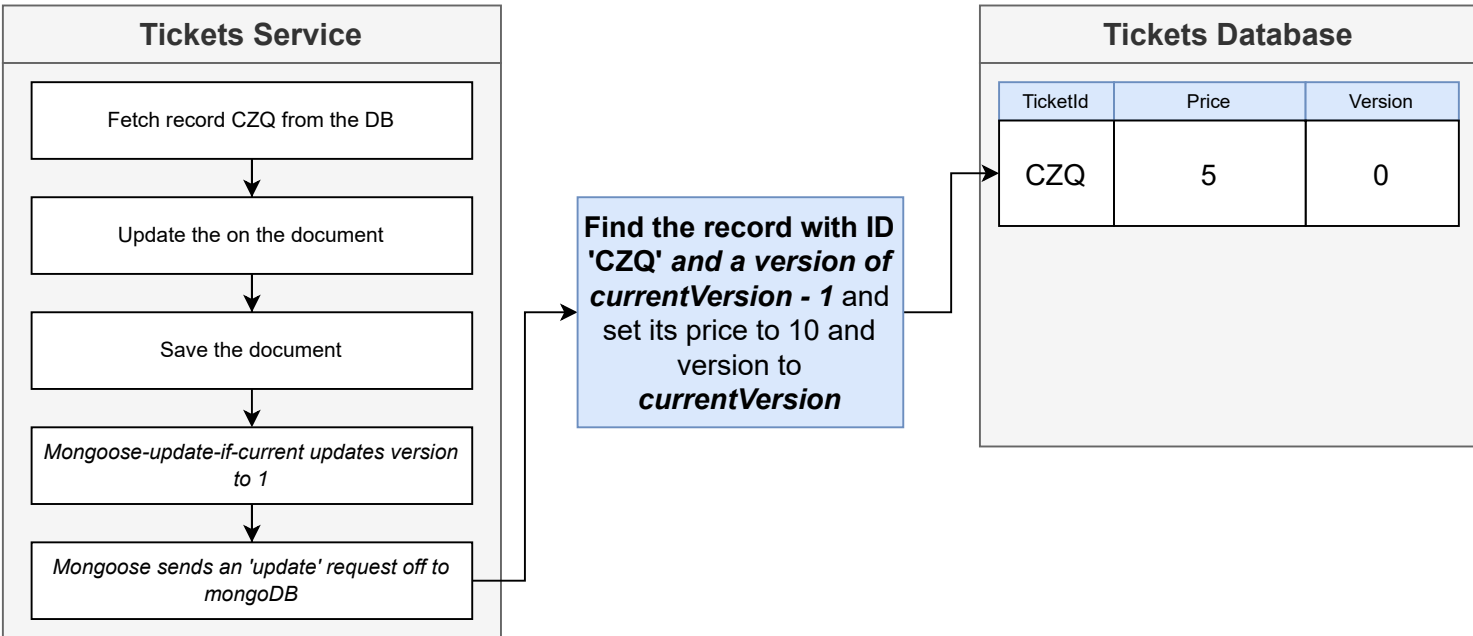 Tickets Service
Fetch record CZQ from the DB
Update the on the document
Save the document
Mongoose-update-if-current updates version
to 1
Mongoose sends an 'update' request off to
mongoDB
Find the record with ID
'CZQ' and a version of
currentVersion - 1 and
set its price to 10 and
version to
currentVersion
Tickets Database
TicketId Price Version
CZQ 5 0